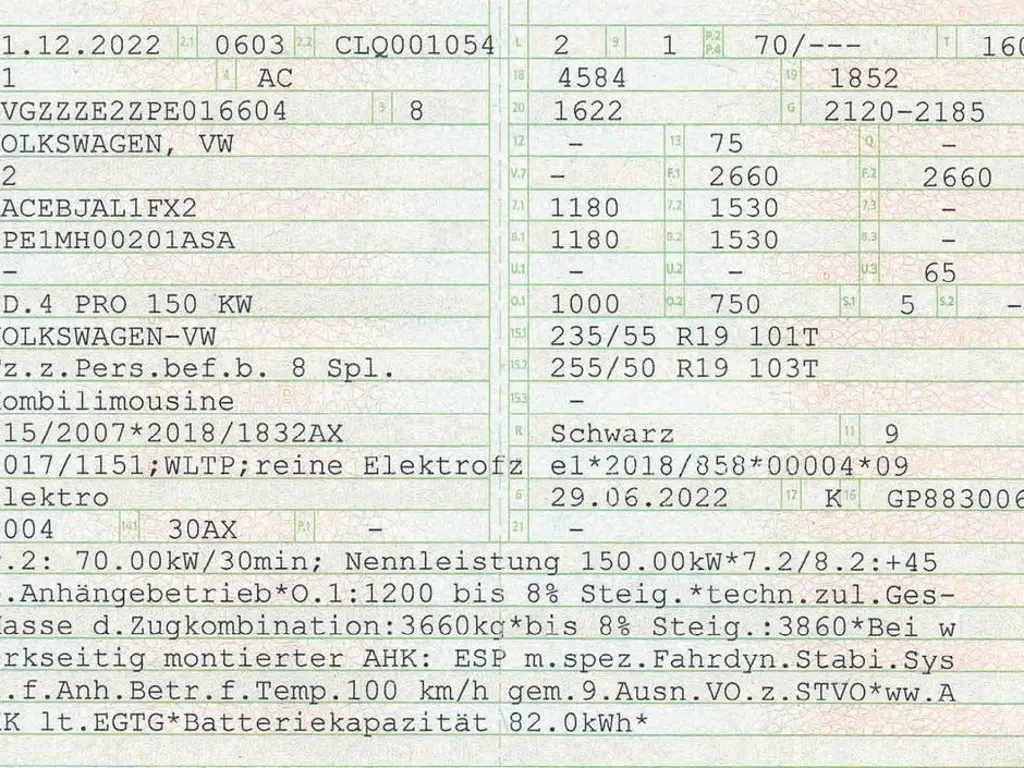 1.12.2022 2.1 0603 2.2 CLQ001054 L 2 9 1 P.2 P.4 70/--- T 160
1 4 AC 18 4584 19 1852
VGZZZE2ZPE016604 3 8 20 1622 G 2120-2185
OLKSWAGEN, VW 12 - 13 75 Q -
2 V.7 - F.1 2660 F.2 2660
ACEBJAL1FX2 7.1 1180 7.2 1530 7.3 -
PE1MH00201ASA 8.1 1180 8.2 1530 8.3 -
- U.1 - U.2 - U.3 65
D.4 PRO 150 KW O.1 1000 O.2 750 S.1 5 S.2 -
OLKSWAGEN-VW 15.1 235/55 R19 101T
z.z.Pers.bef.b. 8 Spl. 15.2 255/50 R19 103T
ombilimousine 15.3 -
15/2007*2018/1832AX R Schwarz 11 9
017/1151;WLTP;reine Elektrofz e1*2018/858*00004*09
lektro 6 29.06.2022 17 K 16 GP883006
004 14.1 30AX P.1 - 21 -
.2: 70.00kW/30min; Nennleistung 150.00kW*7.2/8.2:+45
.Anhängebetrieb*O.1:1200 bis 8% Steig.*techn.zul.Ges-
asse d.Zugkombination:3660kg*bis 8% Steig.:3860*Bei w
rkseitig montierter AHK: ESP m.spez.Fahrdyn.Stabi.Sys
.f.Anh.Betr.f.Temp.100 km/h gem.9.Ausn.VO.z.STVO*ww.A
K lt.EGTG*Batteriekapazität 82.0kWh*